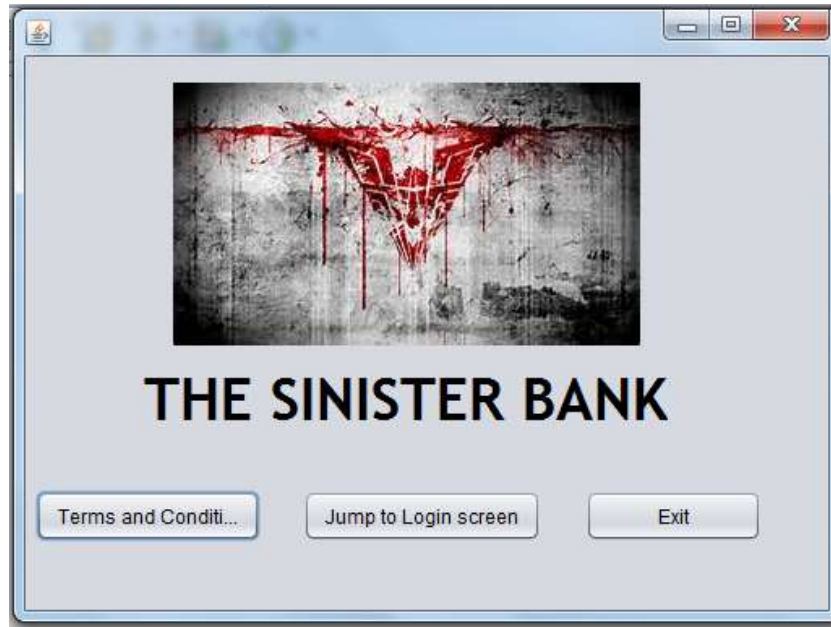 THE SINISTER BANK
Terms and Conditi...
Jump to Login screen
Exit